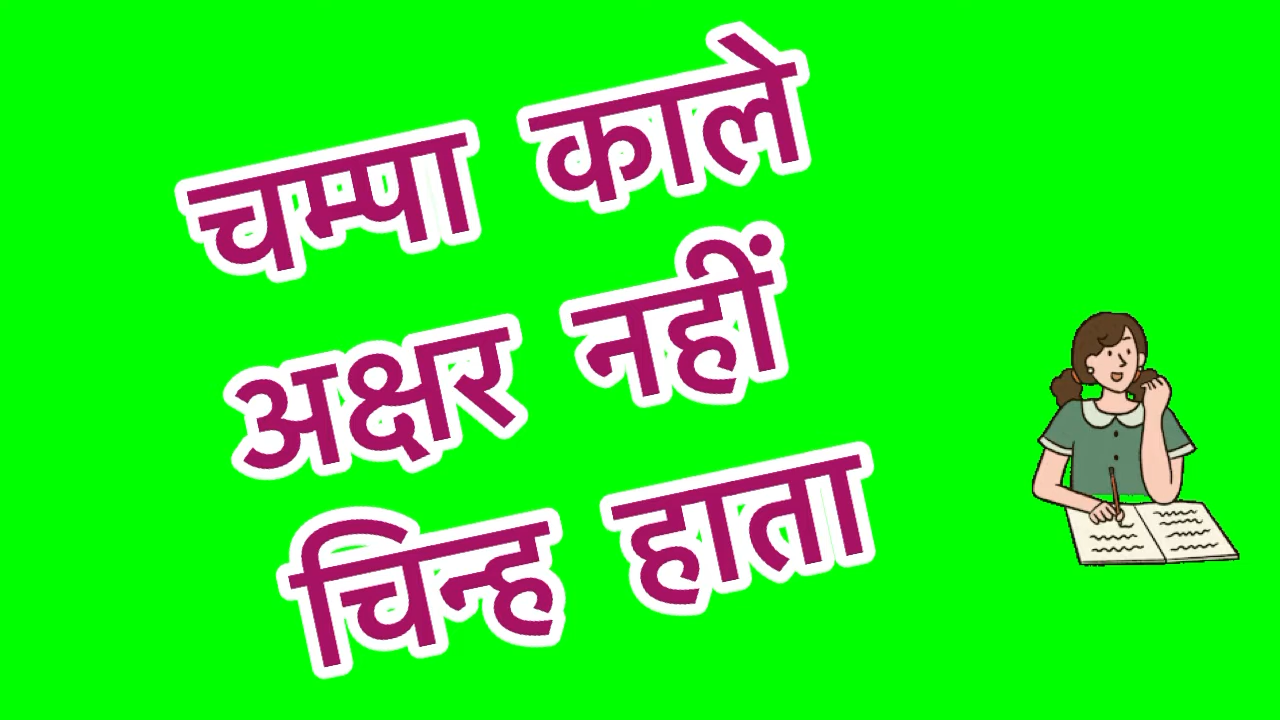 चम्पा काले
अक्षर नहीं
चिन्ह हाता